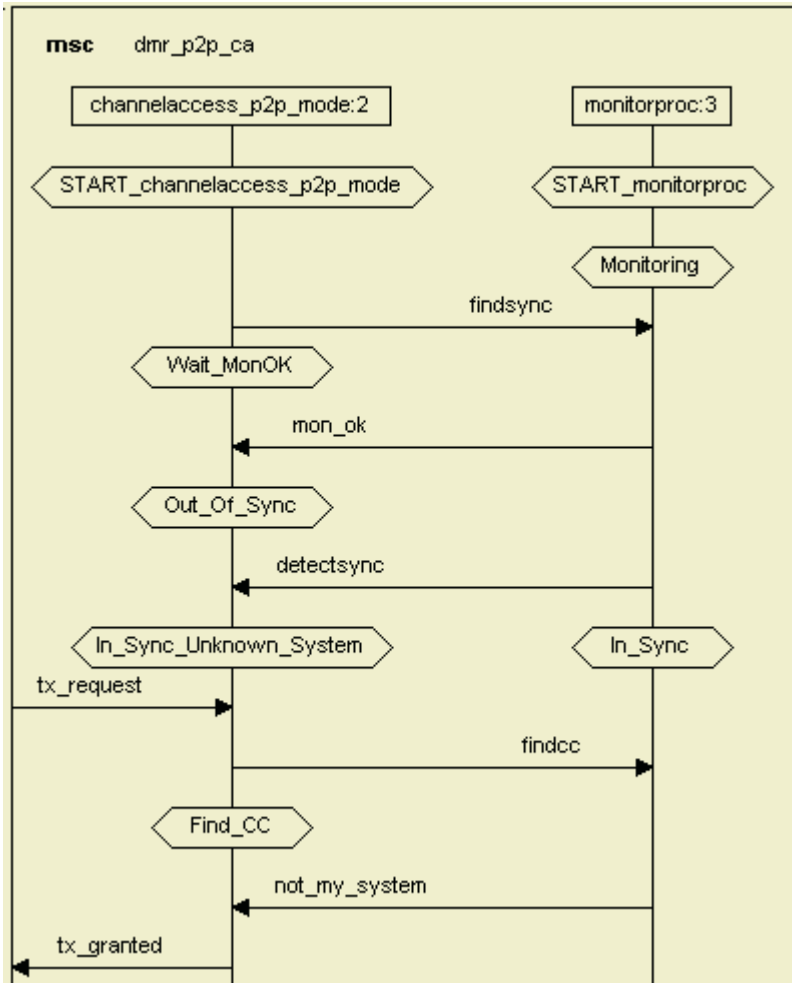 msc dmr_p2p_ca
channelaccess_p2p_mode:2 monitorproc:3
START_channelaccess_p2p_mode START_monitorproc
Monitoring
findsync
Wait_MonOK
mon_ok
Out_Of_Sync
detectsync
In_Sync_Unknown_System In_Sync
tx_request
findcc
Find_CC
not_my_system
tx_granted